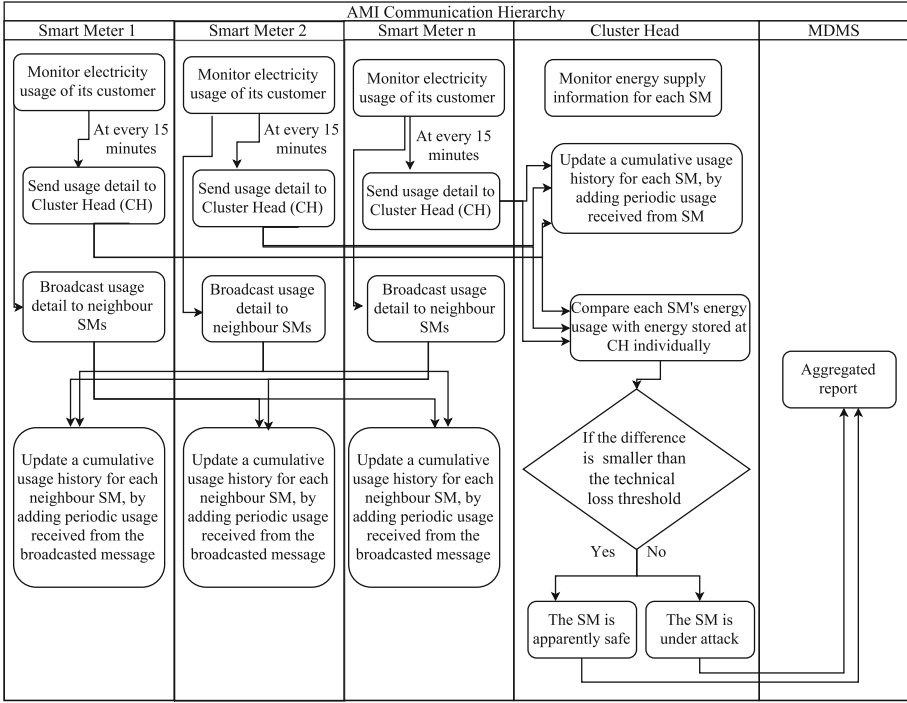 AMI Communication Hierarchy
Smart Meter 1
Smart Meter 2
Smart Meter n
Cluster Head
MDMS
Monitor electricity
usage of its customer
At every 15
minutes
Send usage detail to
Cluster Head (CH)
Broadcast usage
detail to neighbour
SMs
Update a cumulative
usage history for each
neighbour SM, by
adding periodic usage
received from the
broadcasted message
Monitor electricity
usage of its customer
At every 15
minutes
Send usage detail to
Cluster Head (CH)
Broadcast usage
detail to
neighbour SMs
Update a cumulative
usage history for each
neighbour SM, by
adding periodic usage
received from the
broadcasted message
Monitor electricity
usage of its customer
At every 15
minutes
Send usage detail to
Cluster Head (CH)
Broadcast usage
detail to neighbour
SMs
Update a cumulative
usage history for each
neighbour SM, by
adding periodic usage
received from the
broadcasted message
Monitor energy supply
information for each
SM
Update a cumulative usage
history for each SM, by
adding periodic usage
received from SM
Compare each SM's energy
usage with energy stored at
CH individually
If the difference
is smaller than
the technical
loss threshold
Yes
No
The SM is
apparently safe
The SM is
under attack
Aggregated
report